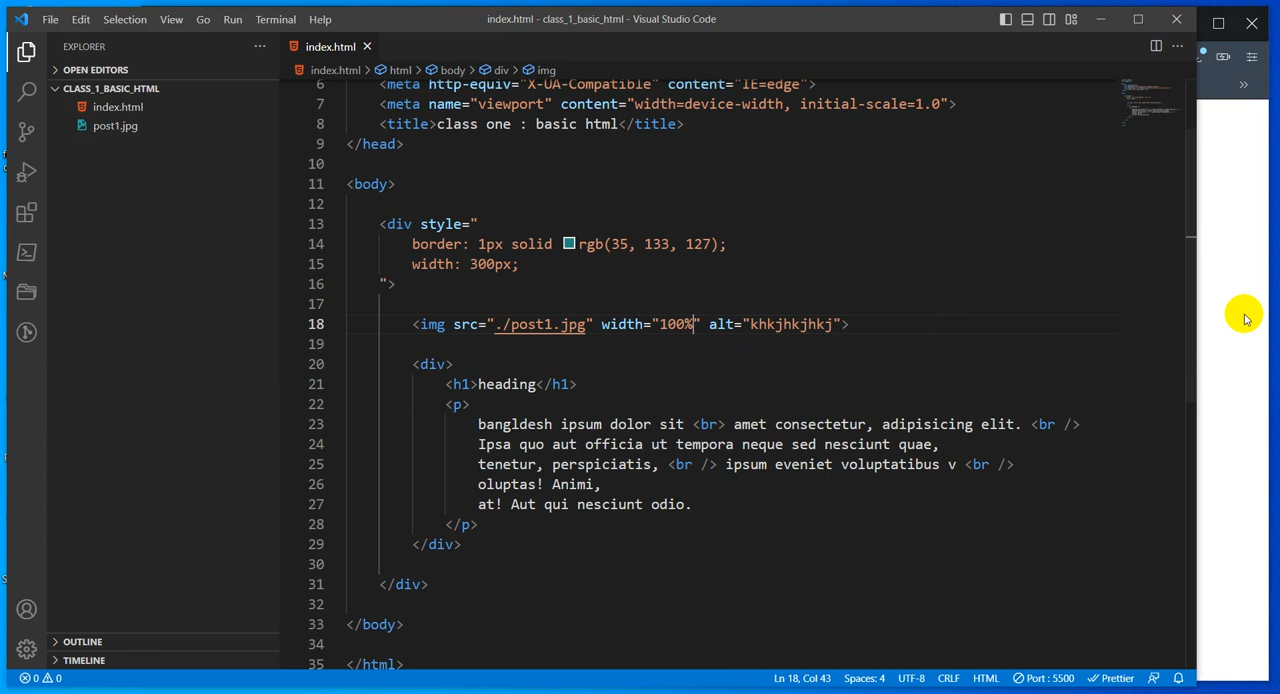 File Edit Selection View Go Run Terminal Help
index.html - class_1_basic_html - Visual Studio Code
EXPLORER
index.html
OPEN EDITORS
index.html > html > body > div > img
CLASS_1_BASIC_HTML
index.html
post1.jpg
6 <meta http-equiv="X-UA-Compatible" content="IE=edge">
7 <meta name="viewport" content="width=device-width, initial-scale=1.0">
8 <title>class one : basic html</title>
9 </head>
10
11 <body>
12
13 <div style="
14 border: 1px solid rgb(35, 133, 127);
15 width: 300px;
16 ">
17
18 <img src="./post1.jpg" width="100%" alt="khkjhkjhkj">
19
20 <div>
21 <h1>heading</h1>
22 <p>
23 bangldesh ipsum dolor sit <br> amet consectetur, adipisicing elit. <br />
24 Ipsa quo aut officia ut tempora neque sed nesciunt quae,
25 tenetur, perspiciatis, <br /> ipsum eveniet voluptatibus v <br />
26 oluptas! Animi,
27 at! Aut qui nesciunt odio.
28 </p>
29 </div>
30
31 </div>
32
33 </body>
34
35 </html>
OUTLINE
TIMELINE
0 0
Ln 18, Col 43 Spaces: 4 UTF-8 CRLF HTML Port : 5500 Prettier